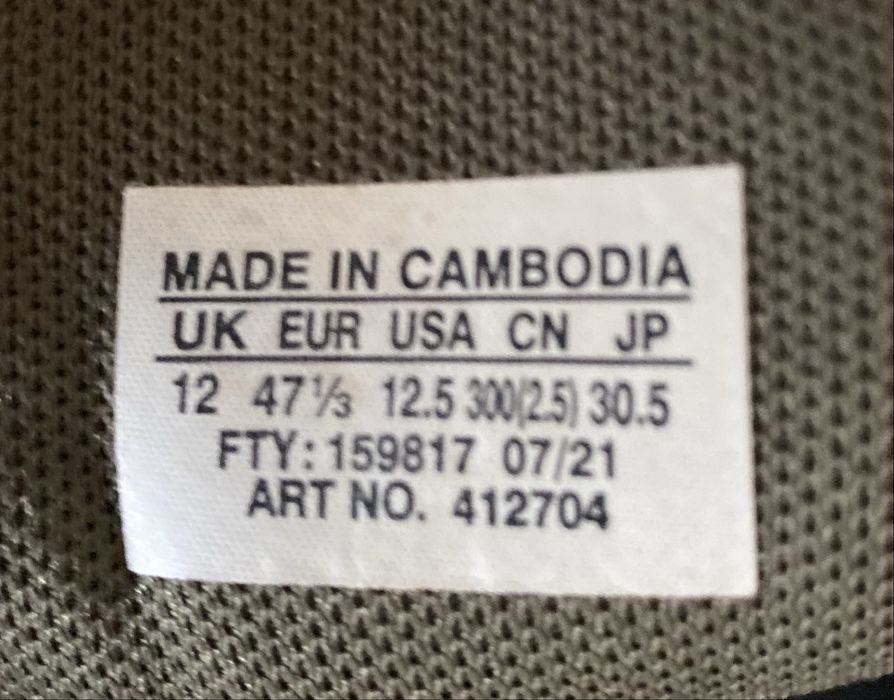 MADE IN CAMBODIA
UK EUR USA CN JP
12 47⅓ 12.5 300(2.5) 30.5
FTY: 159817 07/21
ART NO. 412704